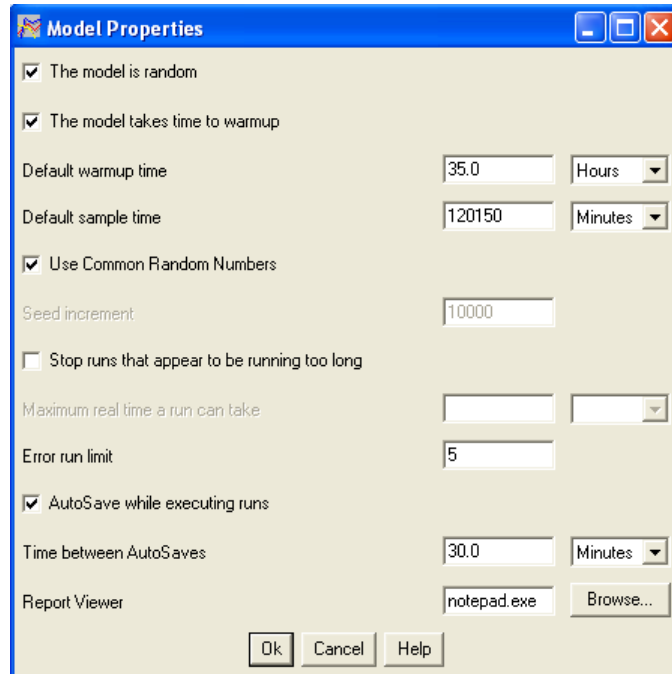 Model Properties
The model is random
The model takes time to warmup
Default warmup time 35.0 Hours
Default sample time 120150 Minutes
Use Common Random Numbers
Seed increment 10000
Stop runs that appear to be running too long
Maximum real time a run can take
Error run limit 5
AutoSave while executing runs
Time between AutoSaves 30.0 Minutes
Report Viewer notepad.exe Browse...
Ok Cancel Help